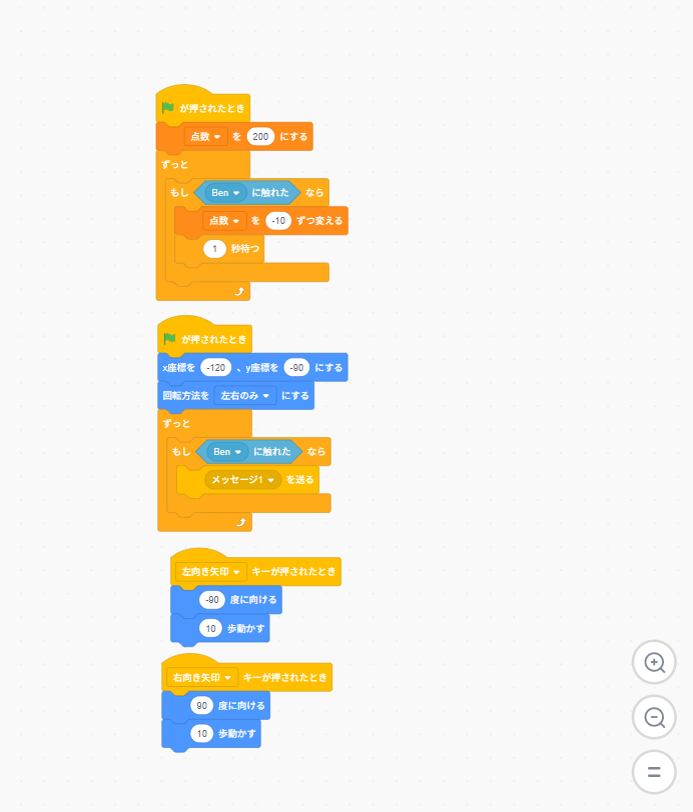 が押されたとき
点数 を 200 にする
ずっと
もし Ben に触れた なら
点数 を -10 ずつ変える
1 秒待つ
が押されたとき
x座標を -120 、y座標を -90 にする
回転方法を 左右のみ にする
ずっと
もし Ben に触れた なら
メッセージ1 を送る
左向き矢印 キーが押されたとき
-90 度に向ける
10 歩動かす
右向き矢印 キーが押されたとき
90 度に向ける
10 歩動かす